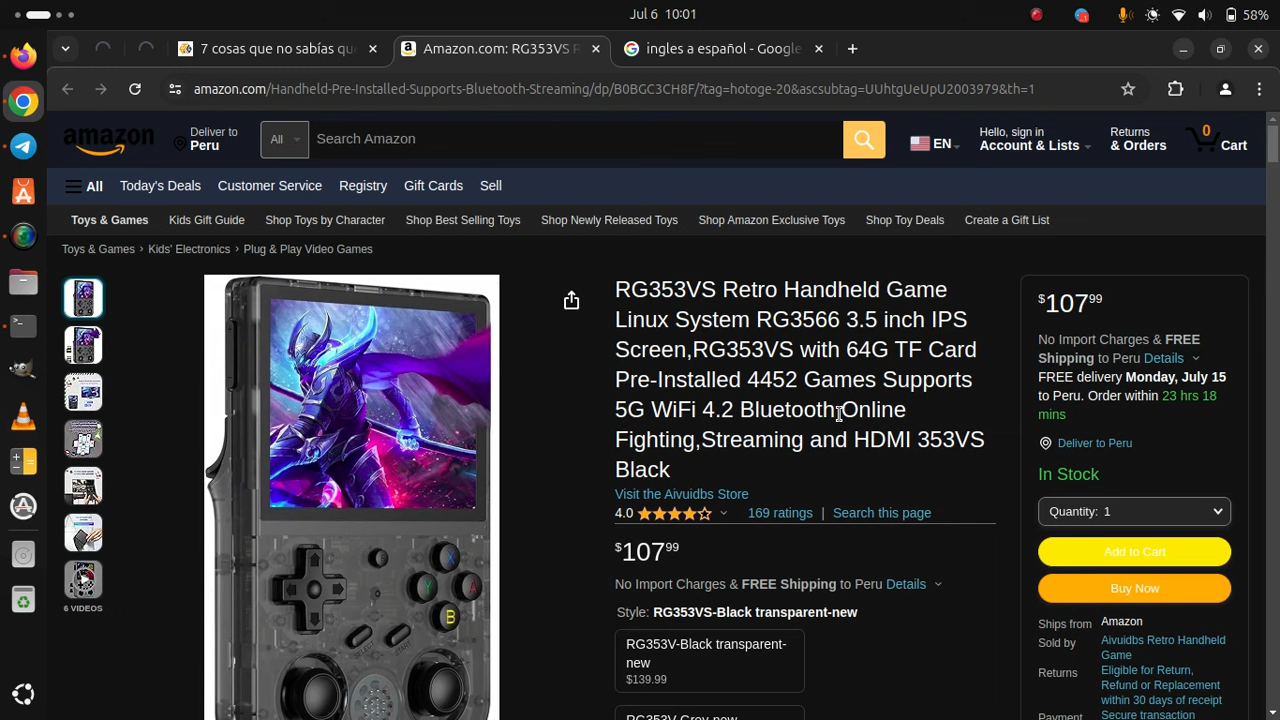 Jul 6 10:01
58%
7 cosas que no sabías qu
Amazon.com: RG353VS R
ingles a español - Google
amazon.com/Handheld-Pre-Installed-Supports-Bluetooth-Streaming/dp/B0BGC3CH8F/?tag=hotoge-20&ascsubtag=UUhtgUeUpU2003979&th=1
amazon
Deliver to
Peru
All
Search Amazon
EN
Hello, sign in
Account & Lists
Returns
& Orders
0
Cart
All
Today's Deals
Customer Service
Registry
Gift Cards
Sell
Toys & Games
Kids Gift Guide
Shop Toys by Character
Shop Best Selling Toys
Shop Newly Released Toys
Shop Amazon Exclusive Toys
Shop Toy Deals
Create a Gift List
Toys & Games › Kids' Electronics › Plug & Play Video Games
6 VIDEOS
X
Y
A
B
SELECT
START
RG353VS Retro Handheld Game
Linux System RG3566 3.5 inch IPS
Screen,RG353VS with 64G TF Card
Pre-Installed 4452 Games Supports
5G WiFi 4.2 Bluetooth Online
Fighting,Streaming and HDMI 353VS
Black
Visit the Aivuidbs Store
4.0
169 ratings | Search this page
$107 99
No Import Charges & FREE Shipping to Peru Details
Style: RG353VS-Black transparent-new
RG353V-Black transparent-
new
$139.99
RG353V-Grey-new
$107 99
No Import Charges & FREE
Shipping to Peru Details
FREE delivery Monday, July 15
to Peru. Order within 23 hrs 18
mins
Deliver to Peru
In Stock
Quantity: 1
Add to Cart
Buy Now
Ships from
Amazon
Sold by
Aivuidbs Retro Handheld
Game
Returns
Eligible for Return,
Refund or Replacement
within 30 days of receipt
Payment
Secure transaction